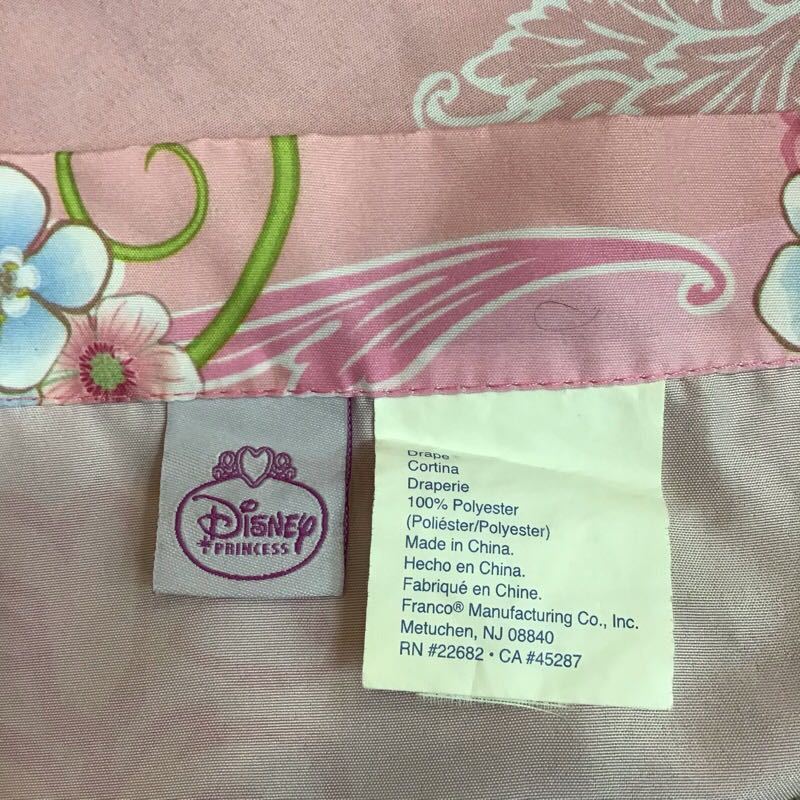 Disney
PRINCESS
Drape
Cortina
Draperie
100% Polyester
(Poliéster/Polyester)
Made in China.
Hecho en China.
Fabriqué en Chine.
Franco® Manufacturing Co., Inc.
Metuchen, NJ 08840
RN #22682 • CA #45287